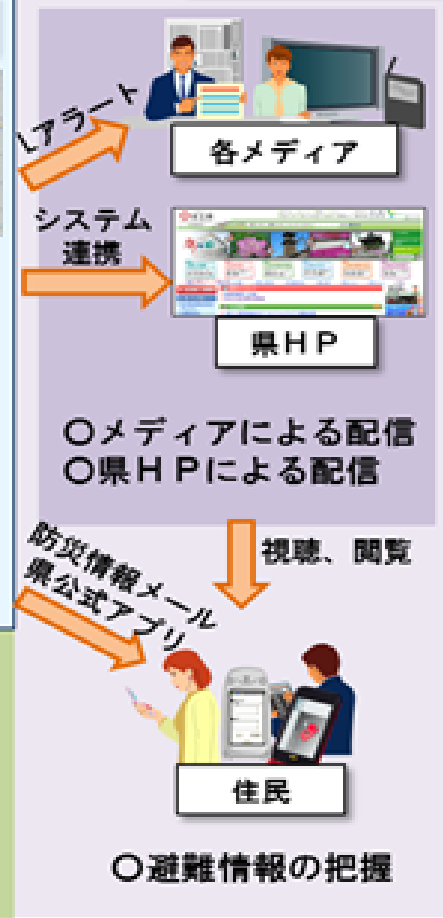 Lアラート
各メディア
システム
連携
県HP
○メディアによる配信
○県HPによる配信
視聴、閲覧
防災情報メール
県公式アプリ
住民
○避難情報の把握